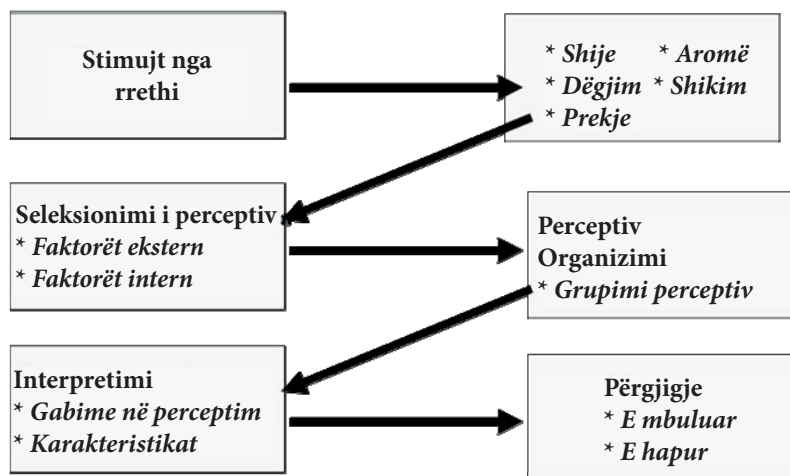 Stimujt nga
rrethi
* Shije * Aromë
* Dëgjim * Shikim
* Prekje
Seleksionimi i perceptiv
* Faktorët ekstern
* Faktorët intern
Perceptiv
Organizimi
* Grupimi perceptiv
Interpretimi
* Gabime në perceptim
* Karakteristikat
Përgjigje
* E mbuluar
* E hapur